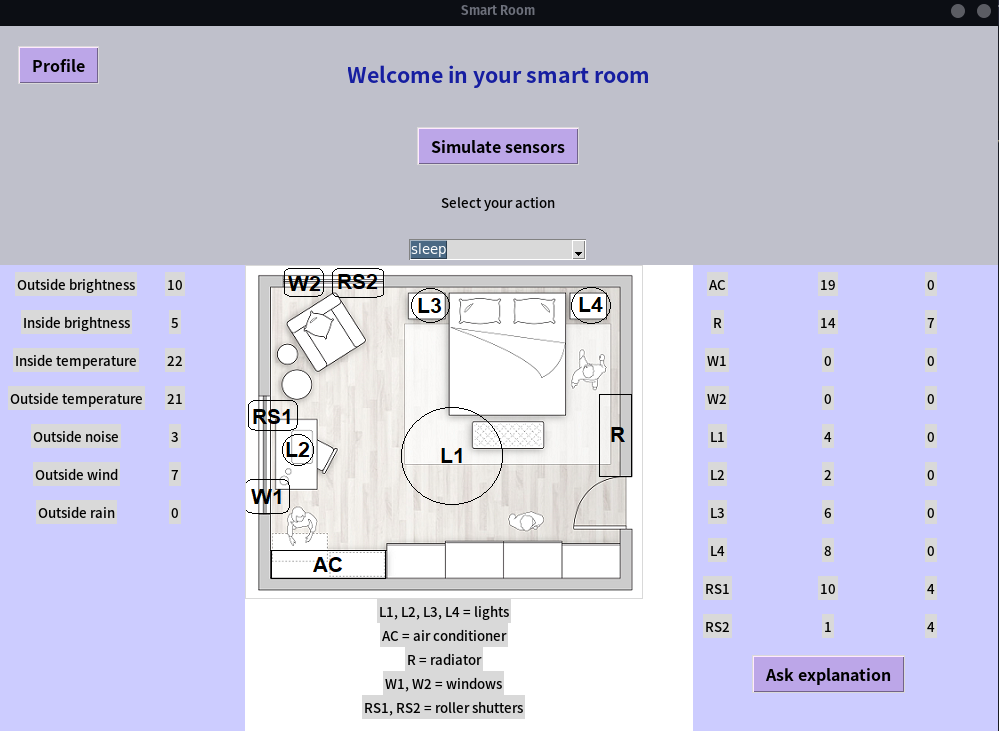 Smart Room
Profile
Welcome in your smart room
Simulate sensors
Select your action
sleep
Outside brightness 10
Inside brightness 5
Inside temperature 22
Outside temperature 21
Outside noise 3
Outside wind 7
Outside rain 0
W2 RS2
L3 L4
RS1
L2 L1 R
W1
AC
L1, L2, L3, L4 = lights
AC = air conditioner
R = radiator
W1, W2 = windows
RS1, RS2 = roller shutters
AC 19 0
R 14 7
W1 0 0
W2 0 0
L1 4 0
L2 2 0
L3 6 0
L4 8 0
RS1 10 4
RS2 1 4
Ask explanation